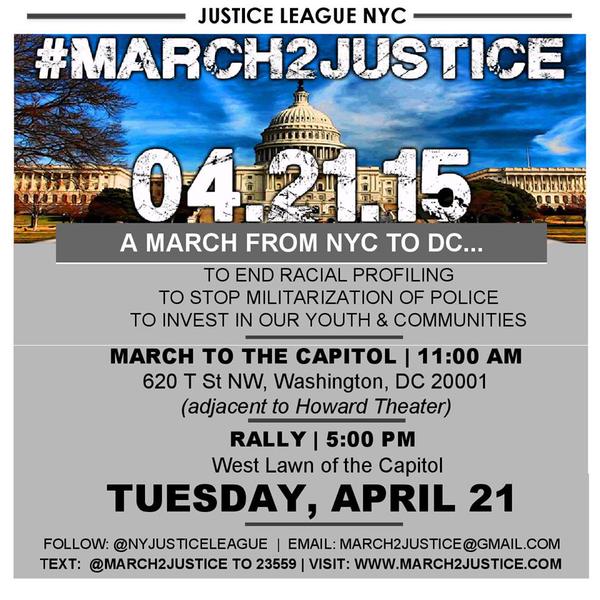 JUSTICE LEAGUE NYC
#MARCH2JUSTICE
04.21.15
A MARCH FROM NYC TO DC...
TO END RACIAL PROFILING
TO STOP MILITARIZATION OF POLICE
TO INVEST IN OUR YOUTH & COMMUNITIES
MARCH TO THE CAPITOL | 11:00 AM
620 T St NW, Washington, DC 20001
(adjacent to Howard Theater)
RALLY | 5:00 PM
West Lawn of the Capitol
TUESDAY, APRIL 21
FOLLOW: @NYJUSTICELEAGUE | EMAIL: MARCH2JUSTICE@GMAIL.COM
TEXT: @MARCH2JUSTICE TO 23559 | VISIT: WWW.MARCH2JUSTICE.COM